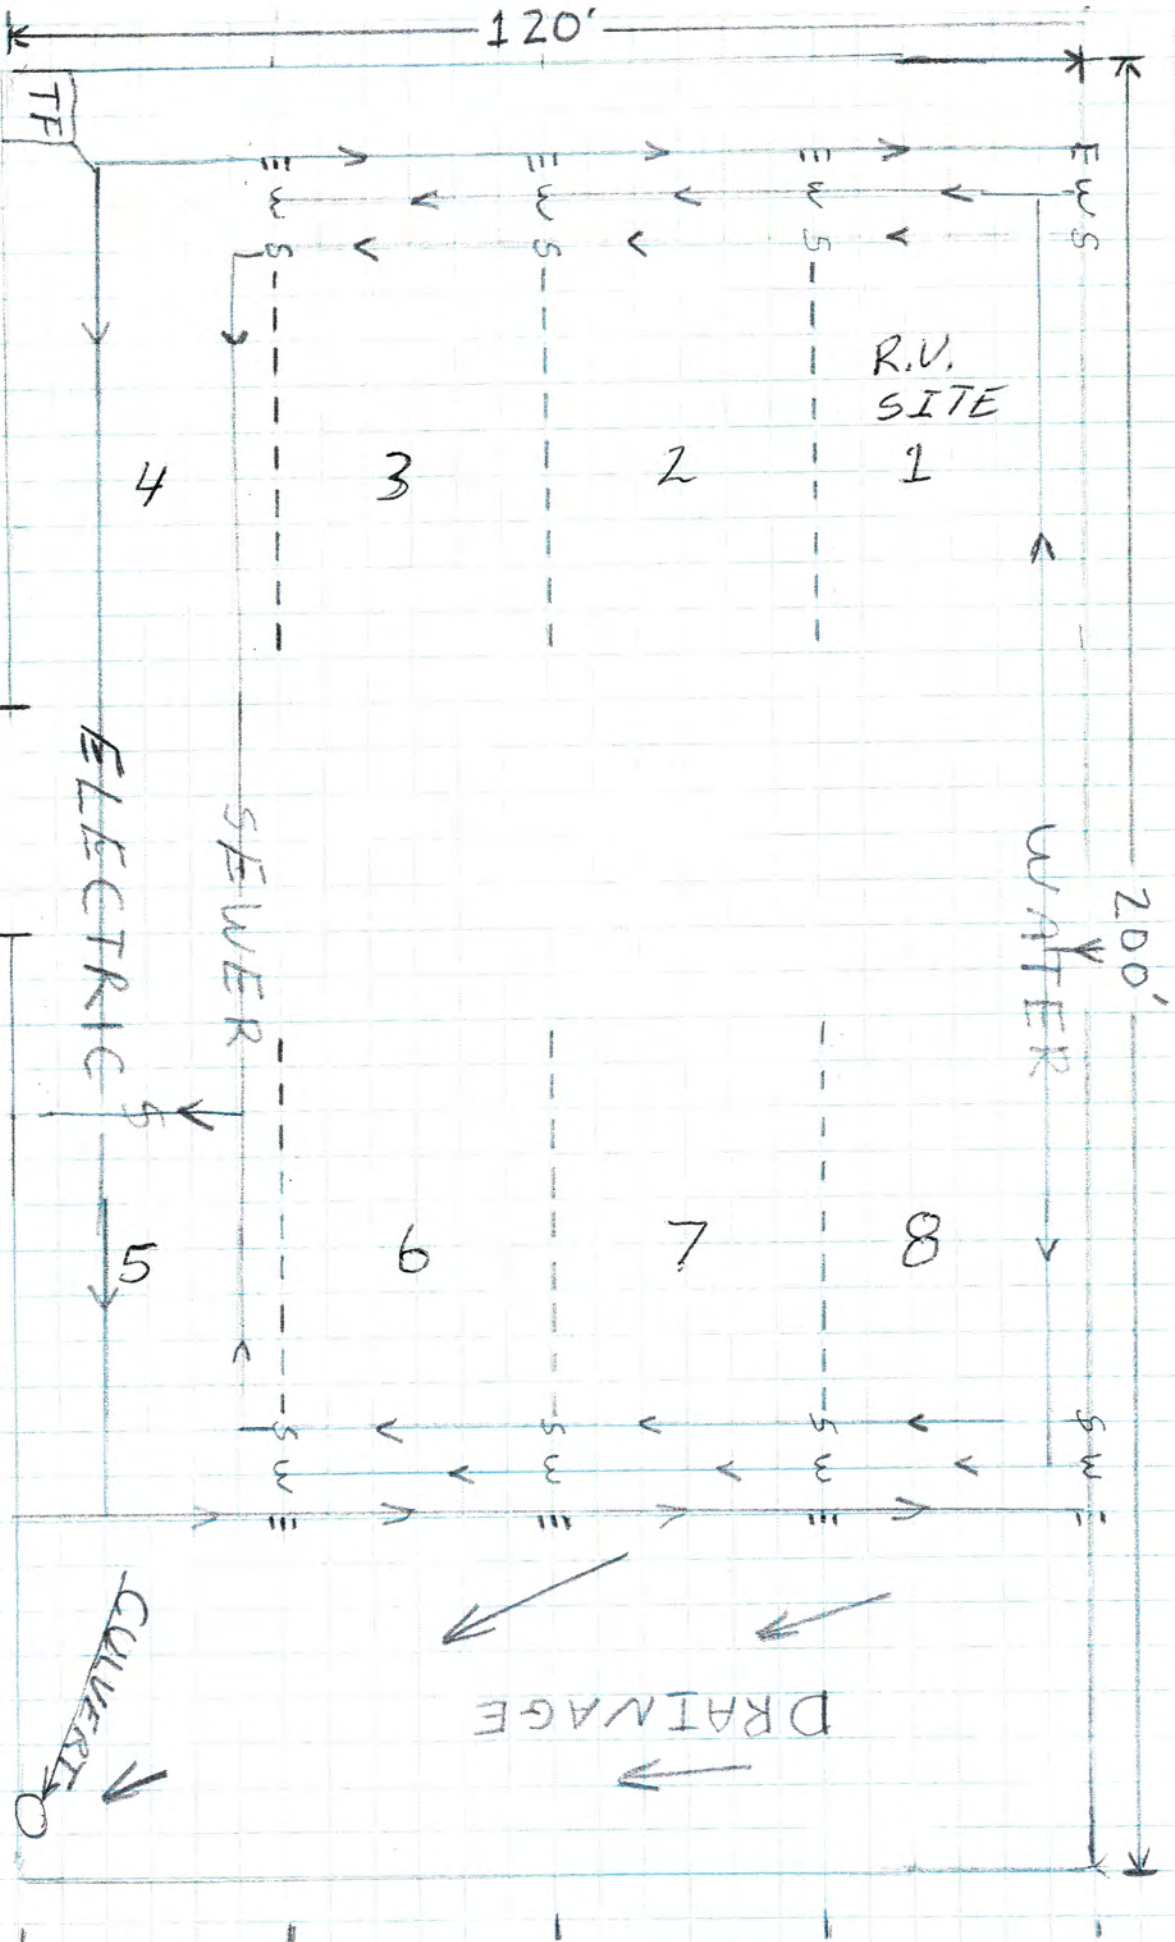 120'
TF
E E E E
W W W W
S S S S
R.V.
SITE
4 3 2 1
ELECTRIC
SEWER
WATER
200'
S
5 6 7 8
S S S S
W W W W
E E E E
DRAINAGE
CULVERT